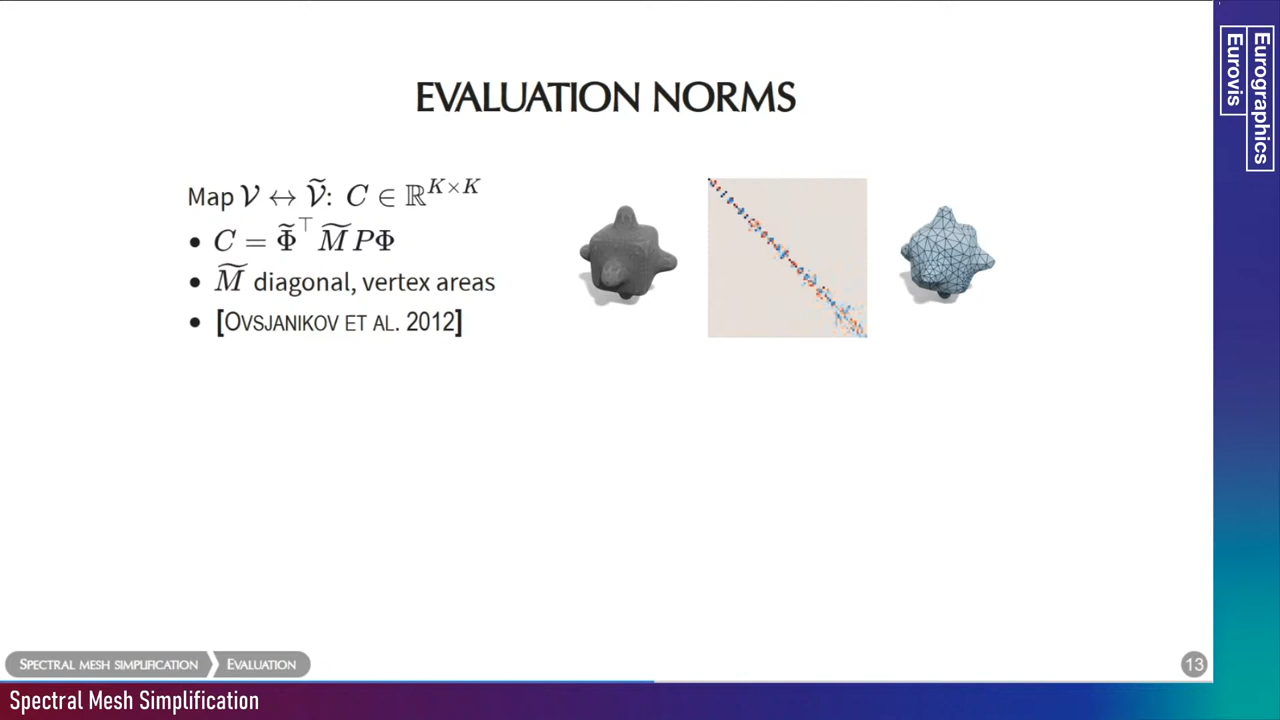 EVALUATION NORMS
Map 𝒱 ↔ 𝒱̃: C ∈ ℝ^{K×K}
• C = Φ̃^⊤ M̃ P Φ
• M̃ diagonal, vertex areas
• [OVSJANIKOV ET AL. 2012]
SPECTRAL MESH SIMPLIFICATION
EVALUATION
13
Spectral Mesh Simplification
Eurographics
Eurovis